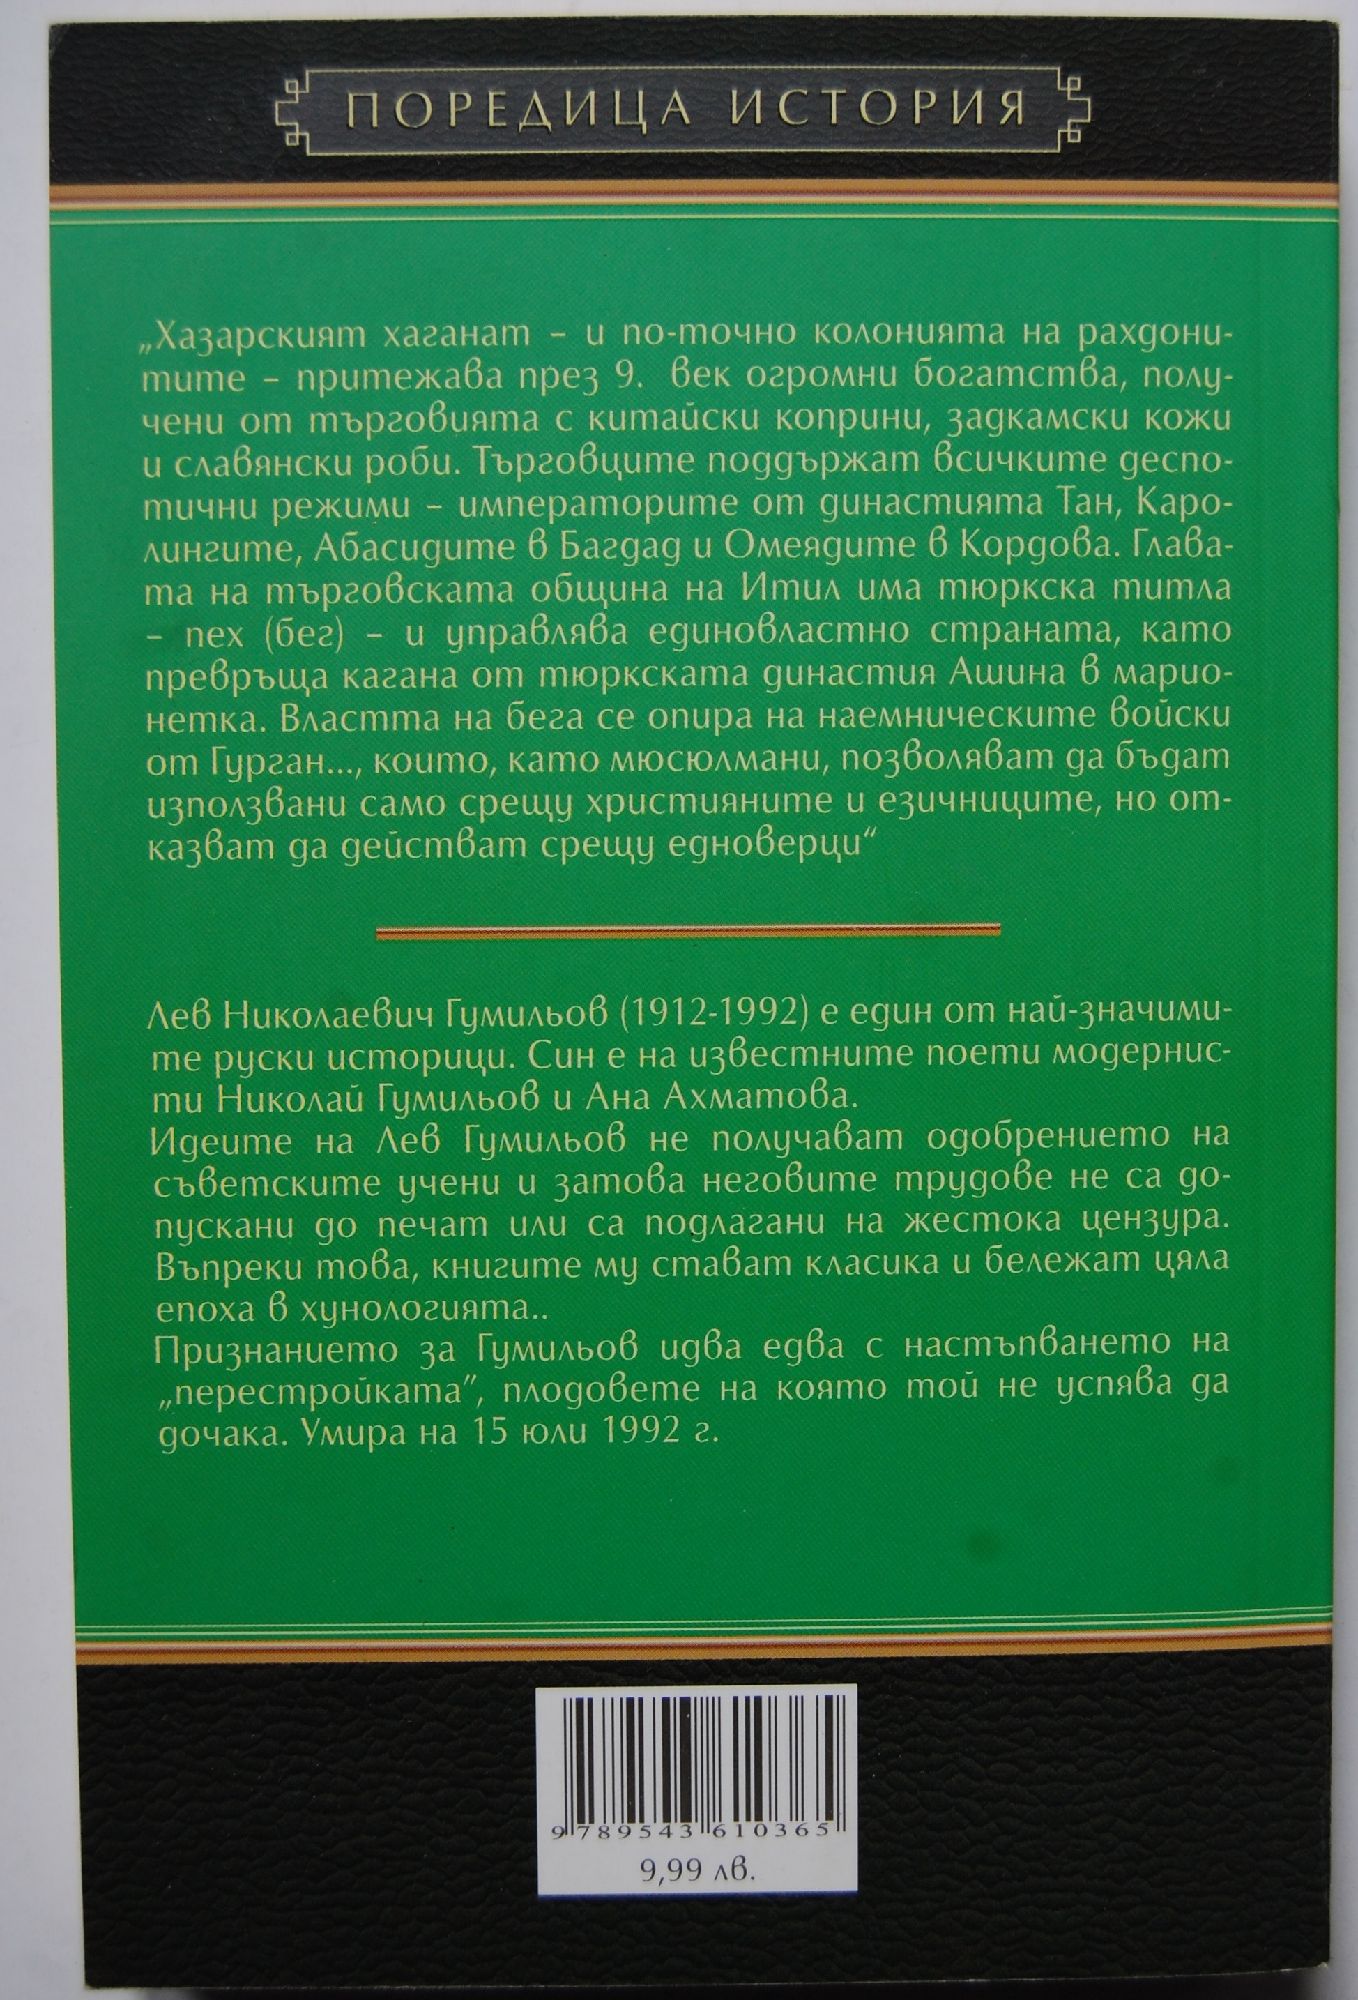 ПОРЕДИЦА ИСТОРИЯ
„Хазарският хаганат – и по-точно колонията на рахдони-
тите – притежава през 9. век огромни богатства, полу-
чени от търговията с китайски коприни, задкамски кожи
и славянски роби. Търговците поддържат всичките деспо-
тични режими – императорите от династията Тан, Каро-
лингите, Абасидите в Багдад и Омеядите в Кордова. Глава-
та на търговската община на Итил има тюркска титла
– пех (бег) – и управлява единовластно страната, като
превръща кагана от тюркската династия Ашина в марио-
нетка. Властта на бега се опира на наемническите войски
от Гурган..., които, като мюсюлмани, позволяват да бъдат
използвани само срещу християните и езичниците, но от-
казват да действат срещу едноверци“
Лев Николаевич Гумильов (1912-1992) е един от най-значими-
те руски историци. Син е на известните поети модернис-
ти Николай Гумильов и Ана Ахматова.
Идеите на Лев Гумильов не получават одобрението на
съветските учени и затова неговите трудове не са до-
пускани до печат или са подлагани на жестока цензура.
Въпреки това, книгите му стават класика и бележат цяла
епоха в хунологията..
Признанието за Гумильов идва едва с настъпването на
„перестройката”, плодовете на която той не успява да
дочака. Умира на 15 юли 1992 г.
9 789543 610365
9,99 лв.